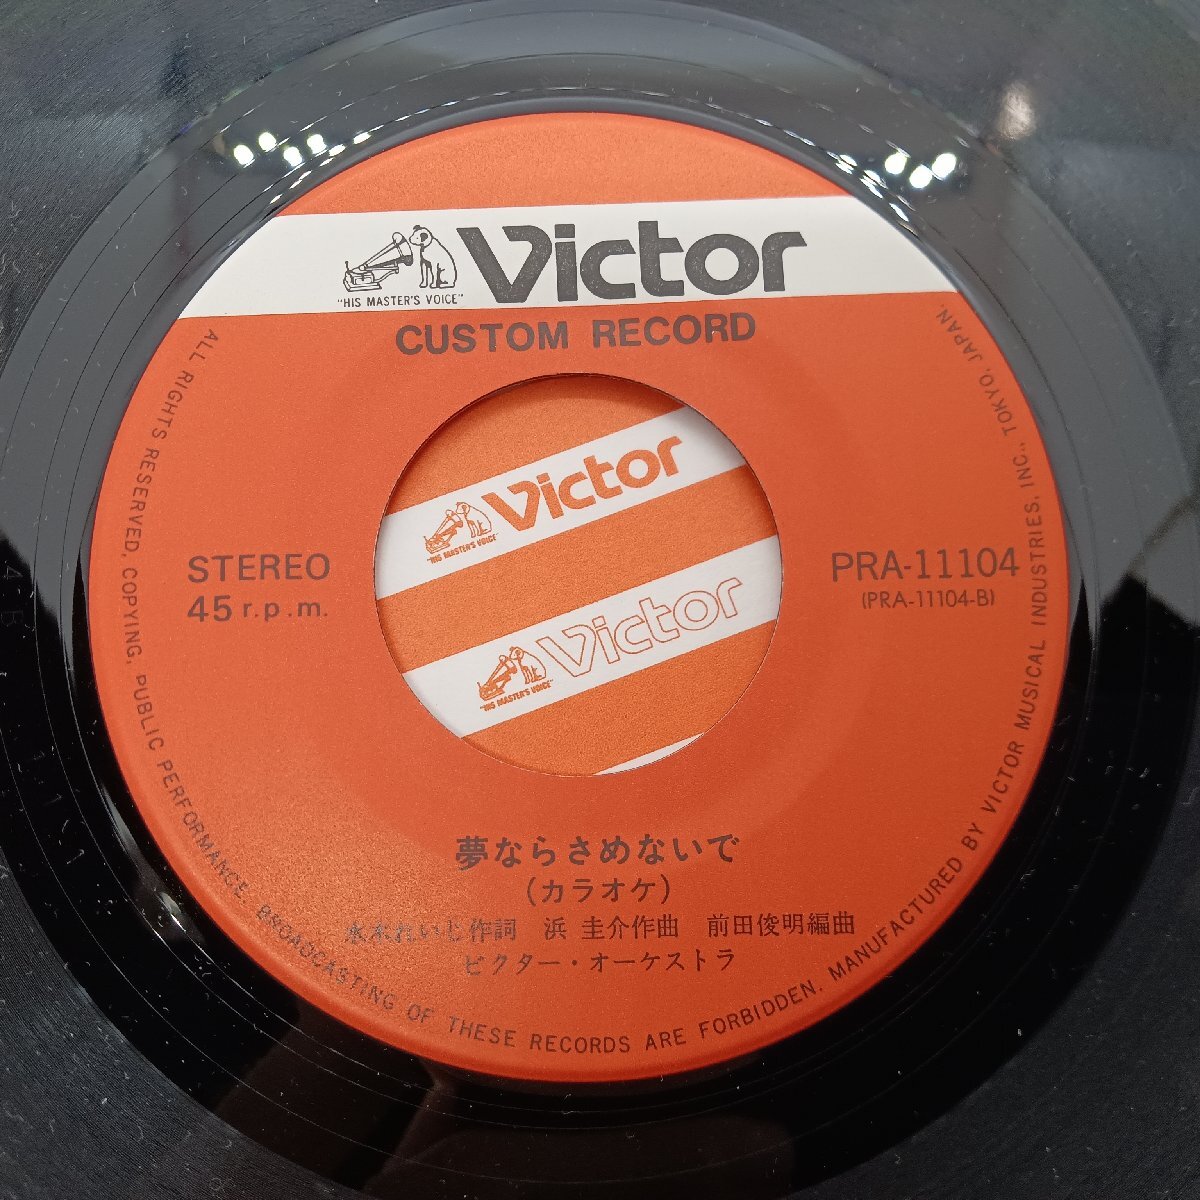 Victor
"HIS MASTER'S VOICE"
CUSTOM RECORD
STEREO
45 r.p.m.
PRA-11104
(PRA-11104-B)
Victor
"HIS MASTER'S VOICE"
Victor
"HIS MASTER'S VOICE"
夢ならさめないで
(カラオケ)
水木れいじ作詞 浜 圭介作曲 前田俊明編曲
ビクター・オーケストラ
ALL RIGHTS RESERVED, COPYING, PUBLIC PERFORMANCE, BROADCASTING OF THESE RECORDS ARE FORBIDDEN. MANUFACTURED BY VICTOR MUSICAL INDUSTRIES, INC., TOKYO, JAPAN.